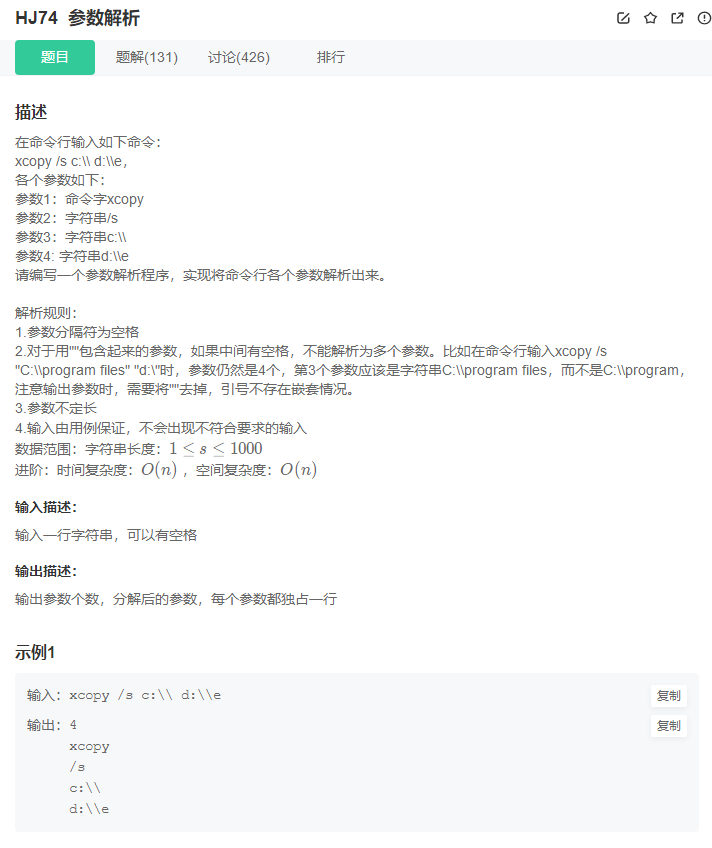 HJ74 参数解析
题目 题解(131) 讨论(426) 排行
描述
在命令行输入如下命令：
xcopy /s c:\\ d:\\e，
各个参数如下：
参数1：命令字xcopy
参数2：字符串/s
参数3：字符串c:\\
参数4: 字符串d:\\e
请编写一个参数解析程序，实现将命令行各个参数解析出来。
解析规则：
1.参数分隔符为空格
2.对于用""包含起来的参数，如果中间有空格，不能解析为多个参数。比如在命令行输入xcopy /s
"C:\\program files" "d:\"时，参数仍然是4个，第3个参数应该是字符串C:\\program files，而不是C:\\program，
注意输出参数时，需要将""去掉，引号不存在嵌套情况。
3.参数不定长
4.输入由用例保证，不会出现不符合要求的输入
数据范围：字符串长度：1 ≤ s ≤ 1000
进阶：时间复杂度：O(n) ，空间复杂度：O(n)
输入描述：
输入一行字符串，可以有空格
输出描述：
输出参数个数，分解后的参数，每个参数都独占一行
示例1
输入：xcopy /s c:\\ d:\\e 复制
输出：4 复制
xcopy
/s
c:\\
d:\\e